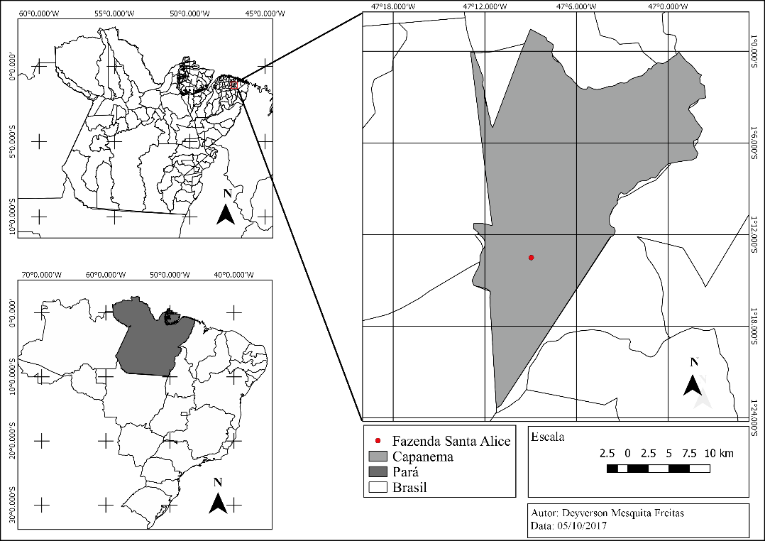 60°0.000'W 55°0.000'W 50°0.000'W 45°0.000'W
0°0.000'
5°0.000'S
10°0.000'S
N
47°18.000'W 47°12.000'W 47°6.000'W 47°0.000'W
1°0.000'S
1°6.000'S
1°12.000'S
1°18.000'S
1°24.000'S
N
70°0.000'W 60°0.000'W 50°0.000'W 40°0.000'W
0°0.000'
10°0.000'S
20°0.000'S
30°0.000'S
N
Fazenda Santa Alice
Capanema
Pará
Brasil
Escala
2.5 0 2.5 5 7.5 10 km
Autor: Deyverson Mesquita Freitas
Data: 05/10/2017